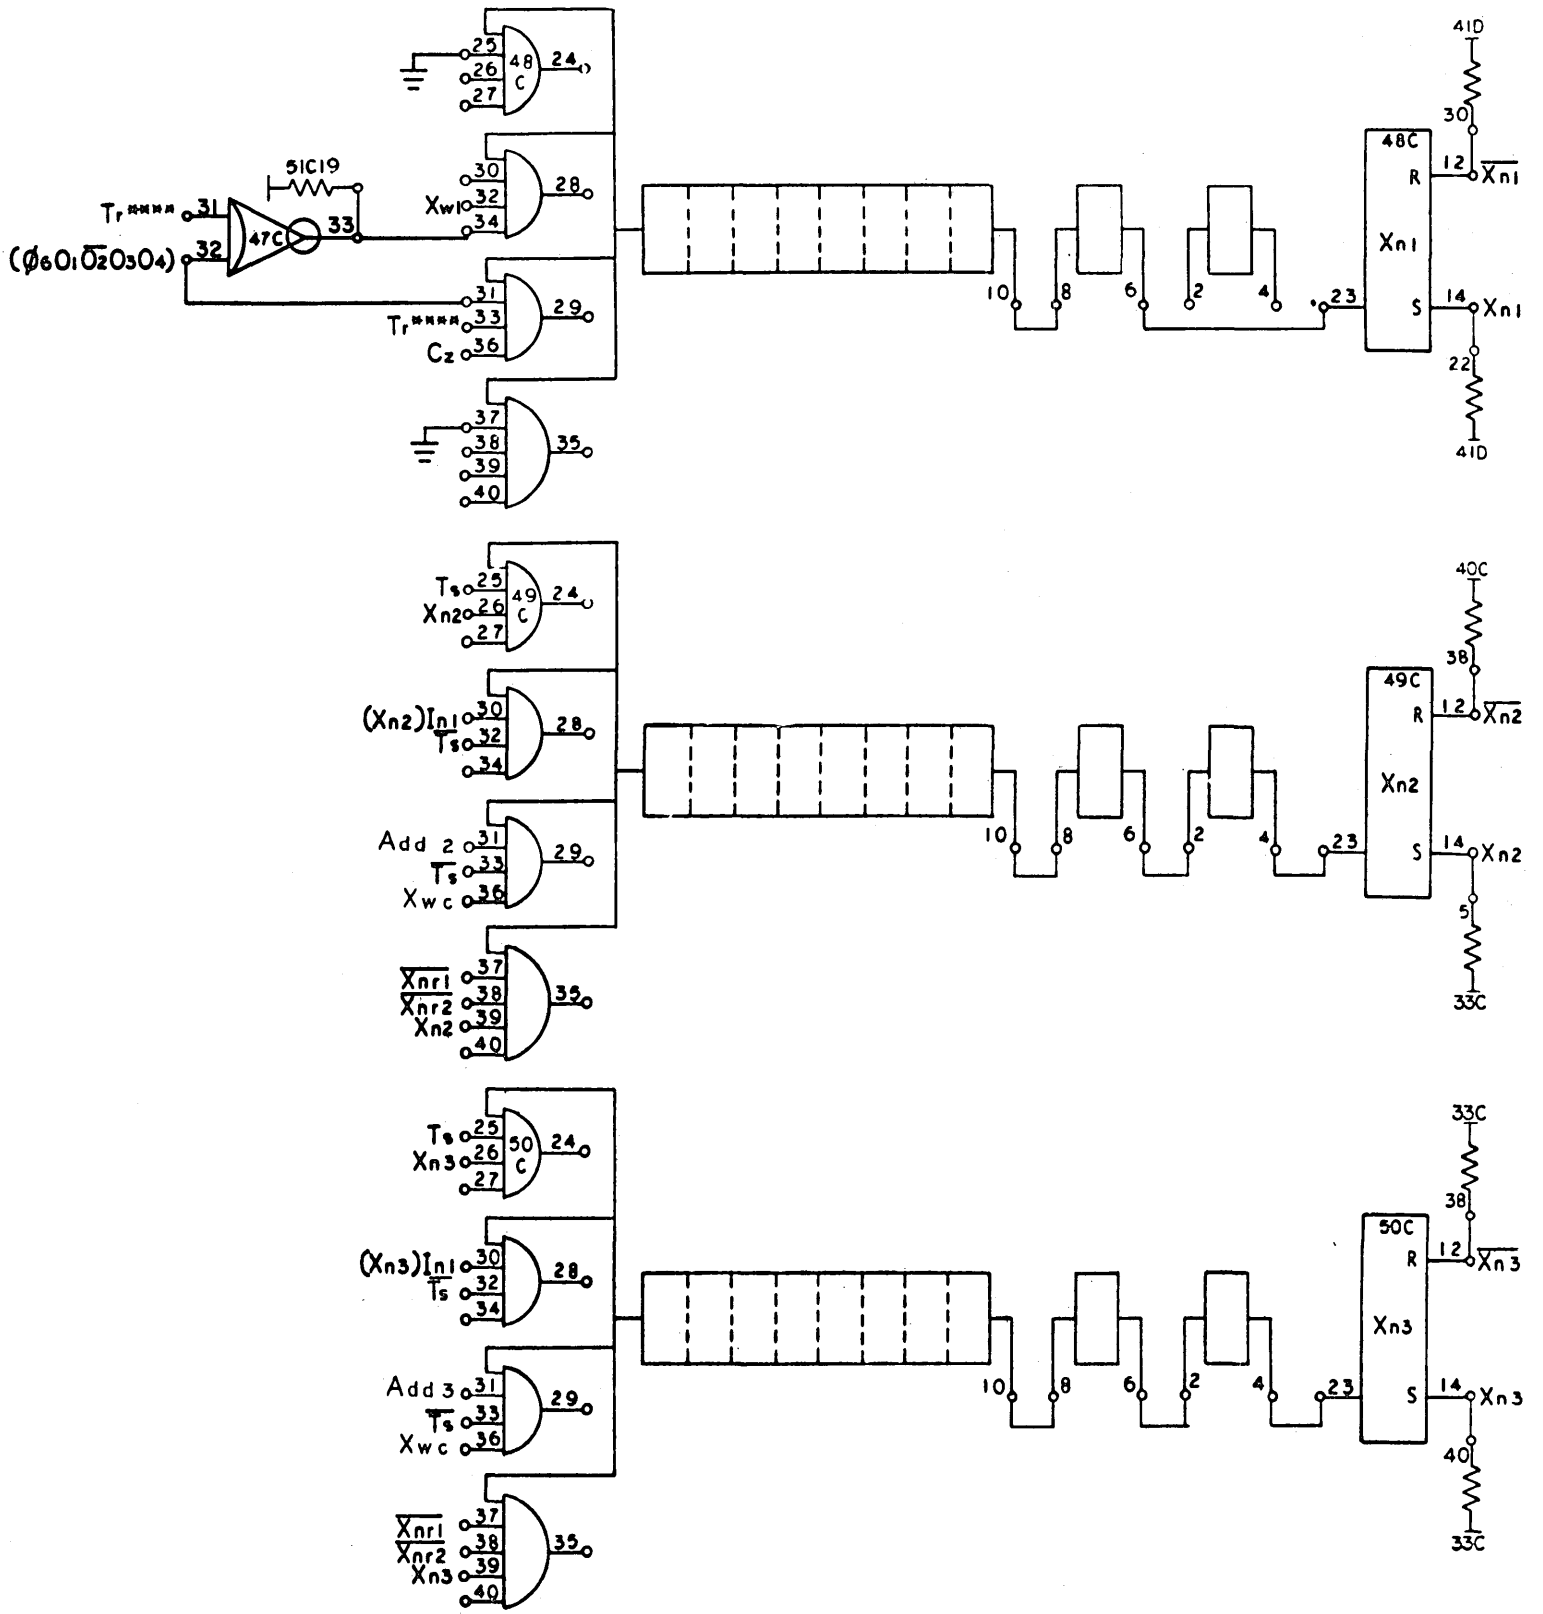 41D
25
26
27
48
C
24
30
48C
R
12
X̅n̅1̅
51C19
Tr****
31
47C
33
30
Xw1
32
34
28
(Ø6O1O̅2̅O3O4)
32
Xn1
31
Tr****
33
Cz
36
29
10
8
6
2
4
23
S
14
Xn1
22
37
38
39
40
35
41D
Ts
25
Xn2
26
27
49
C
24
40C
38
(Xn2)In1
30
T̅s̅
32
34
28
49C
R
12
X̅n̅2̅
Xn2
Add 2
31
T̅s̅
33
Xwc
36
29
10
8
6
2
4
23
S
14
Xn2
5
X̅n̅r̅1̅
37
X̅n̅r̅2̅
38
Xn2
39
40
35
33C
Ts
25
Xn3
26
27
50
C
24
33C
38
(Xn3)In1
30
T̅s̅
32
34
28
50C
R
12
X̅n̅3̅
Xn3
Add 3
31
T̅s̅
33
Xwc
36
29
10
8
6
2
4
23
S
14
Xn3
40
X̅n̅r̅1̅
37
X̅n̅r̅2̅
38
Xn3
39
40
35
33C